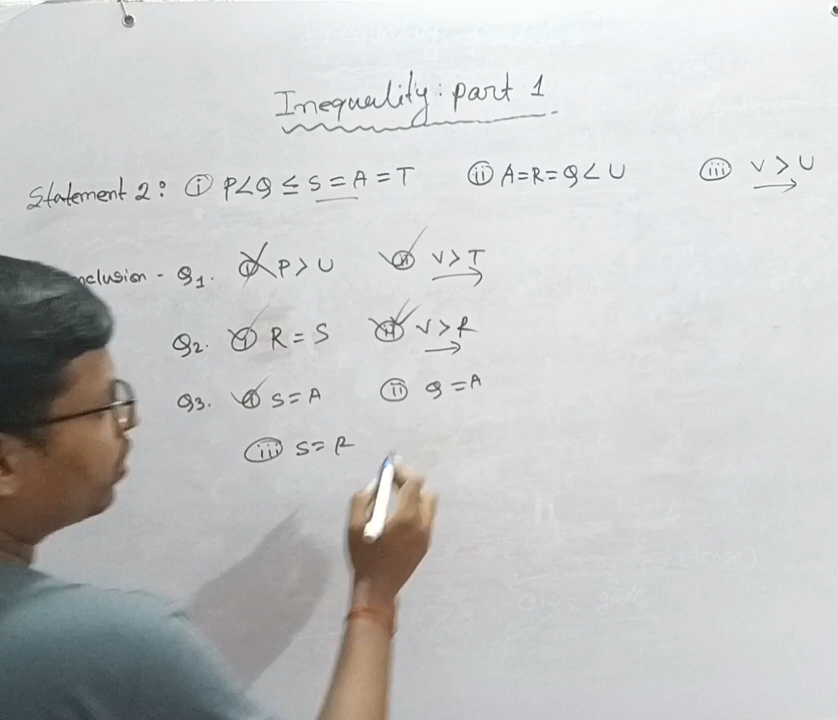 Inequality: part 1
Statement 2: (i) P<Q ≤ S = A = T (ii) A=R=Q<U (iii) V > U
nclusion - Q1. (i) P > U (ii) V > T
Q2. (i) R = S (ii) V > R
Q3. (i) S = A (ii) Q = A
(iii) S = R